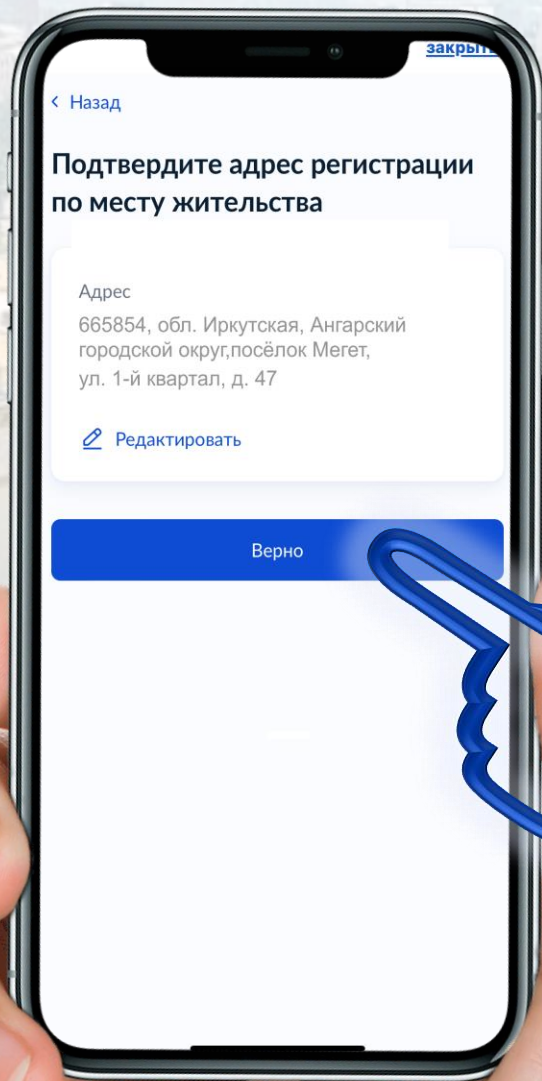 Назад
Подтвердите адрес регистрации
по месту жительства
Адрес
665854, обл. Иркутская, Ангарский
городской округ,посёлок Мегет,
ул. 1-й квартал, д. 47
Редактировать
Верно